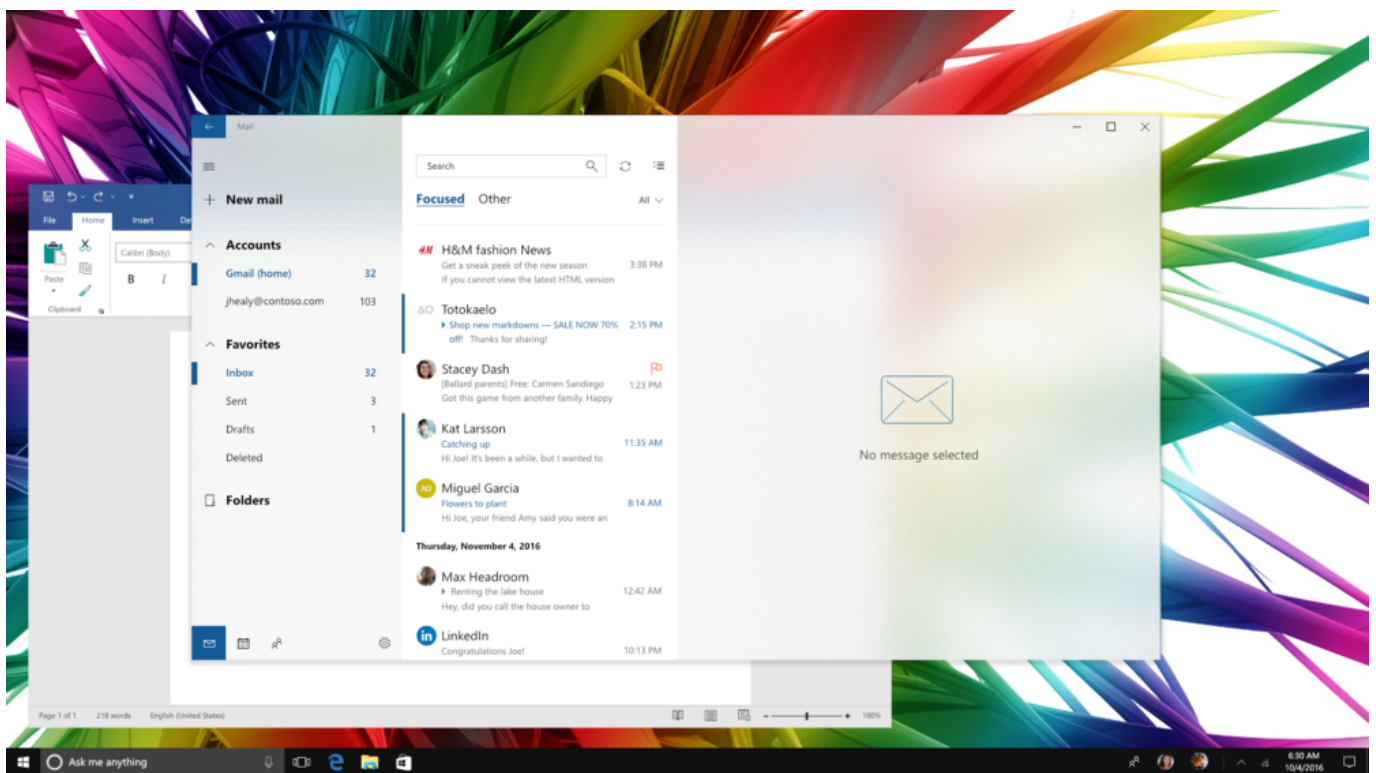 Mail
File Home Insert De
Calibri (Body)
Paste
B I
Clipboard
New mail
Accounts
Gmail (home) 32
jhealy@contoso.com 103
Favorites
Inbox 32
Sent 3
Drafts 1
Deleted
Folders
Search
Focused Other All
H&M H&M fashion News
Get a sneak peek of the new season 3:38 PM
If you cannot view the latest HTML version
Totokaelo
Shop new markdowns — SALE NOW 70% 2:15 PM
off! Thanks for sharing!
Stacey Dash
[Ballard parents] Free: Carmen Sandiego 1:23 PM
Got this game from another family. Happy
Kat Larsson
Catching up 11:35 AM
Hi Joe! It's been a while, but I wanted to
AO Miguel Garcia
Flowers to plant 8:14 AM
Hi Joe, your friend Amy said you were an
Thursday, November 4, 2016
Max Headroom
Renting the lake house 12:42 AM
Hey, did you call the house owner to
in LinkedIn
Congratulations Joe! 10:13 PM
No message selected
Page 1 of 1 218 words English (United States) 100%
Ask me anything
6:30 AM
10/4/2016